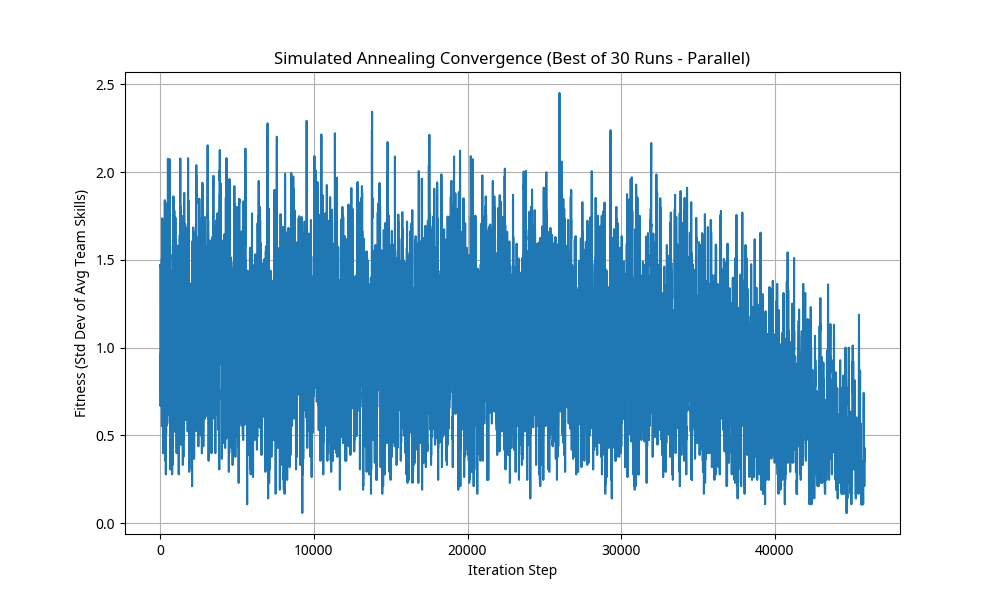 Simulated Annealing Convergence (Best of 30 Runs - Parallel)
Fitness (Std Dev of Avg Team Skills)
2.5
2.0
1.5
1.0
0.5
0.0
0 10000 20000 30000 40000
Iteration Step